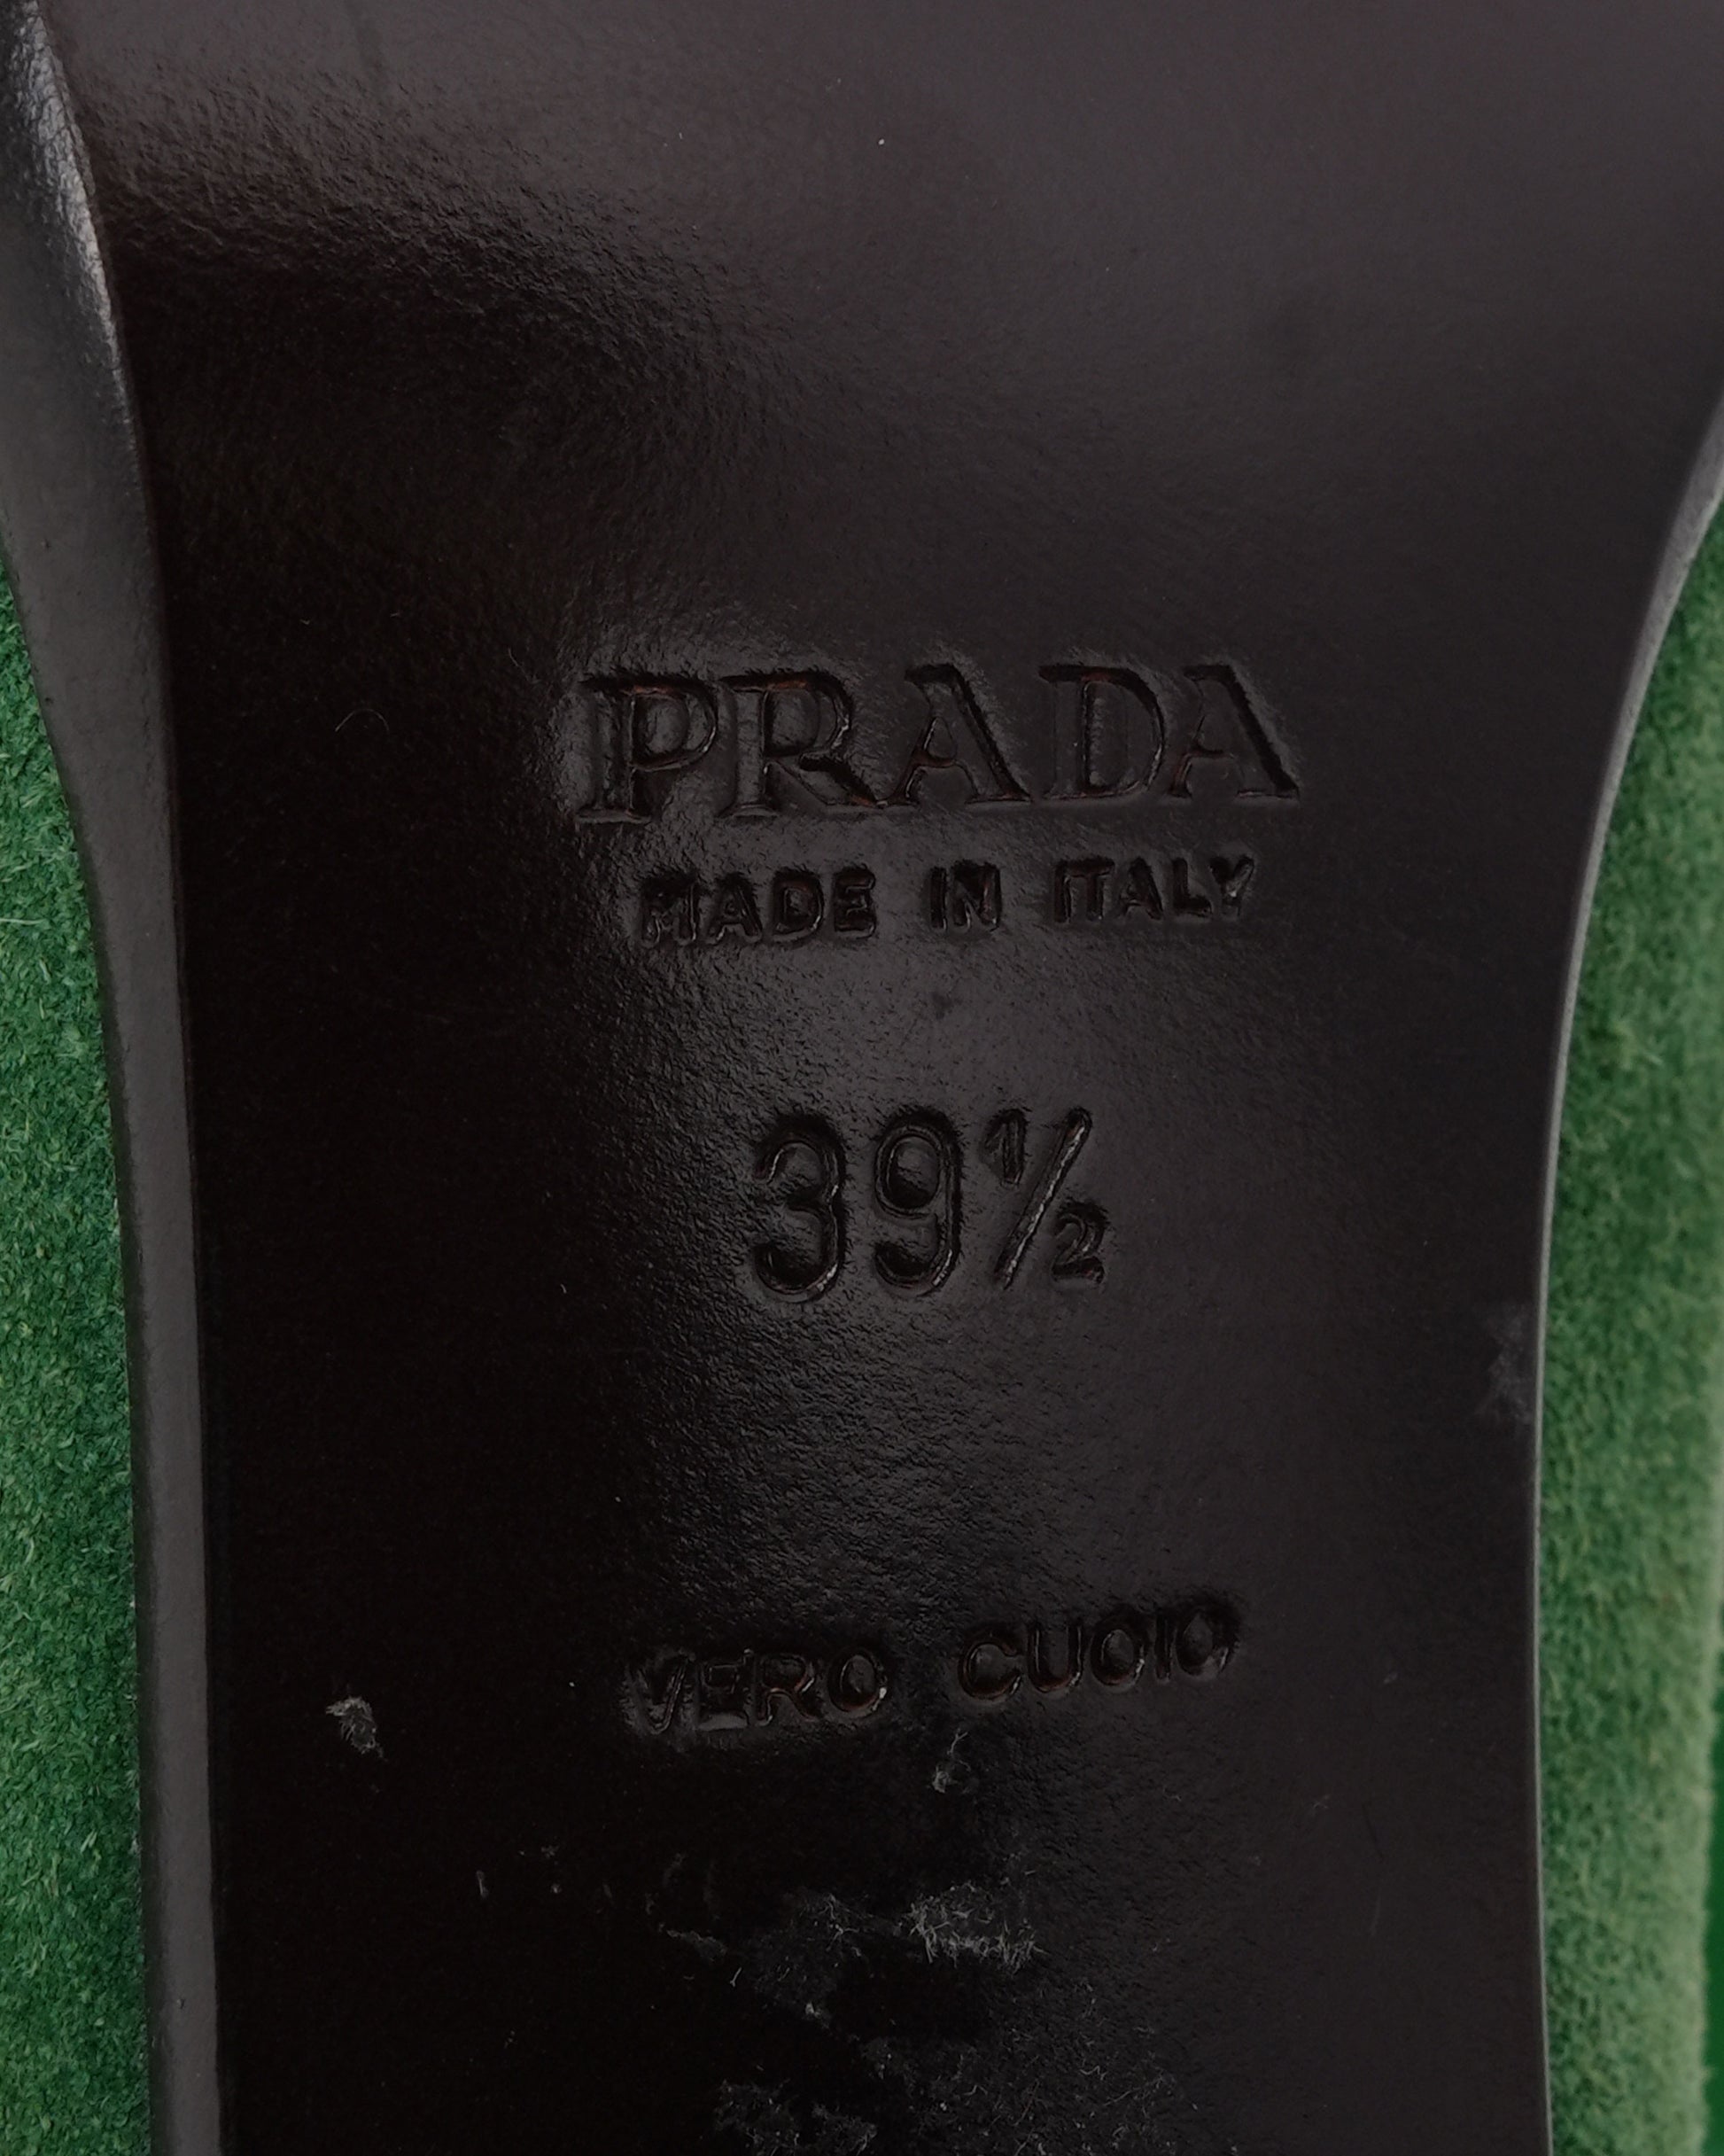 PRADA
MADE IN ITALY
39½
VERO CUOIO